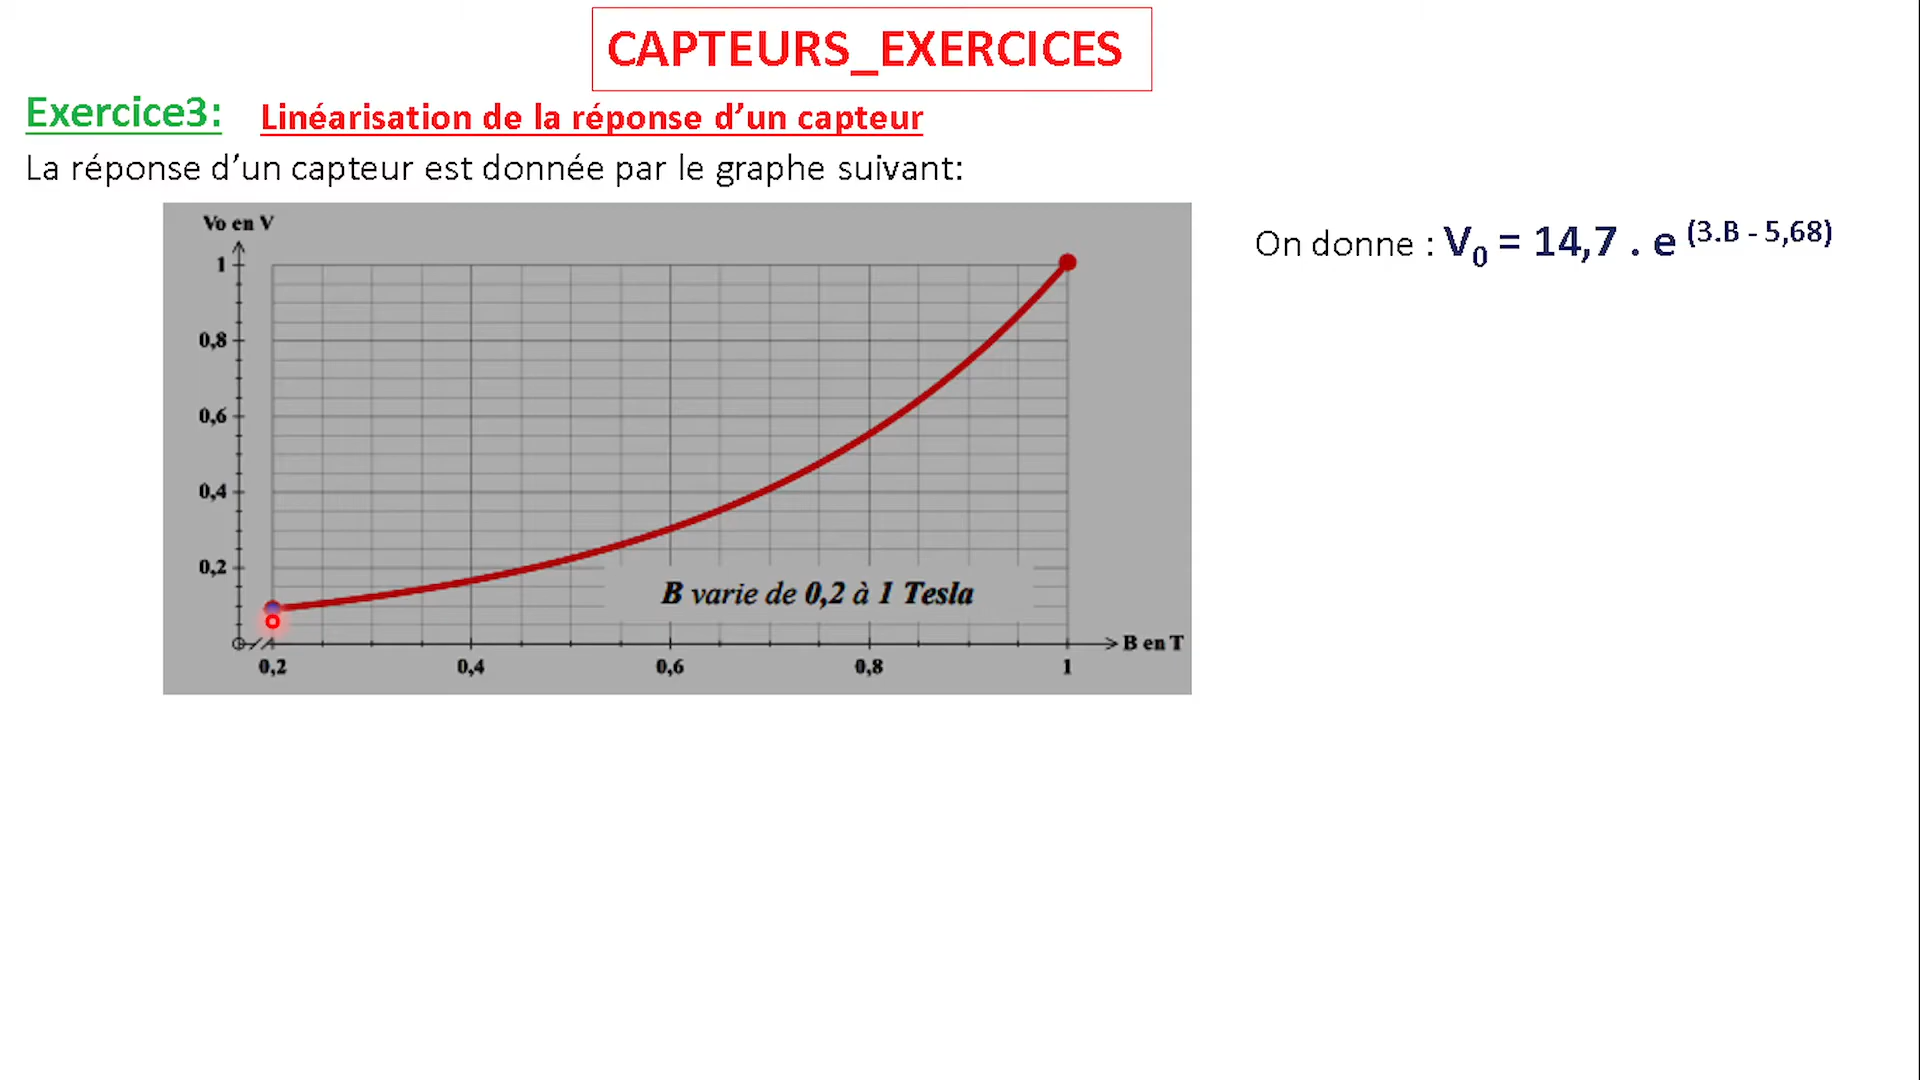 CAPTEURS_EXERCICES
Exercice3: Linéarisation de la réponse d’un capteur
La réponse d’un capteur est donnée par le graphe suivant:
On donne : V₀ = 14,7 . e ⁽³·ᴮ ⁻ ⁵,⁶⁸⁾
Vo en V
1
0,8
0,6
0,4
0,2
B varie de 0,2 à 1 Tesla
B en T
0,2 0,4 0,6 0,8 1